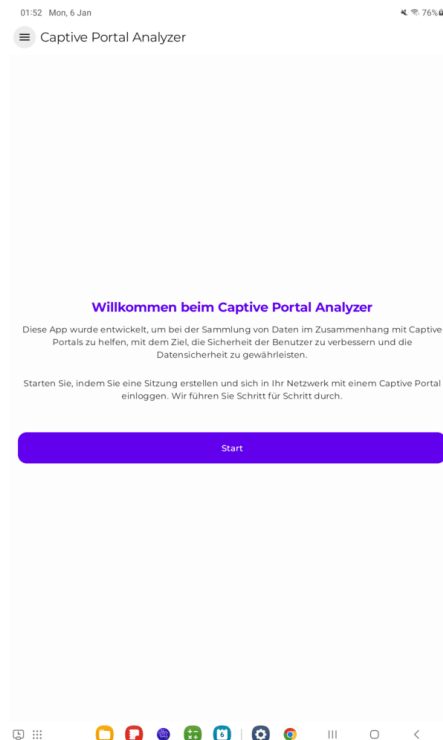 01:52 Mon, 6 Jan
76%
Captive Portal Analyzer
Willkommen beim Captive Portal Analyzer
Diese App wurde entwickelt, um bei der Sammlung von Daten im Zusammenhang mit Captive
Portals zu helfen, mit dem Ziel, die Sicherheit der Benutzer zu verbessern und die
Datensicherheit zu gewährleisten.
Starten Sie, indem Sie eine Sitzung erstellen und sich in Ihr Netzwerk mit einem Captive Portal
einloggen. Wir führen Sie Schritt für Schritt durch.
Start
6